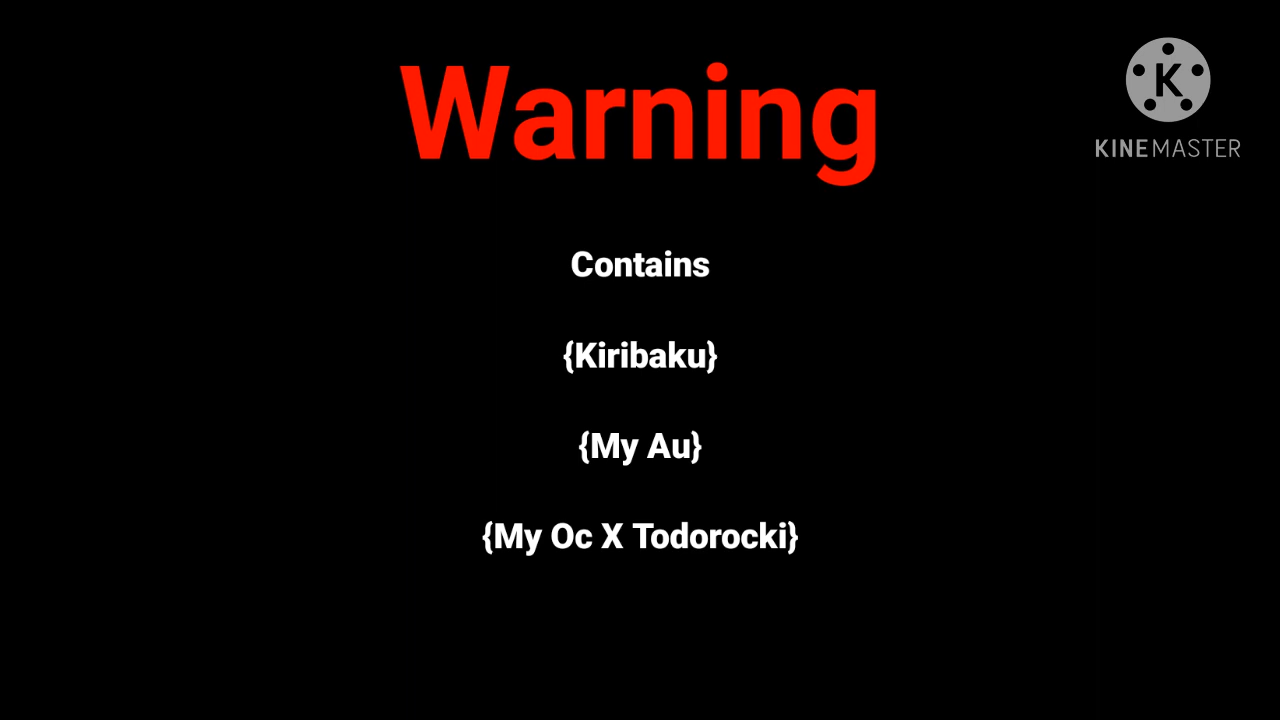 Warning
K
KINEMASTER
Contains
{Kiribaku}
{My Au}
{My Oc X Todorocki}